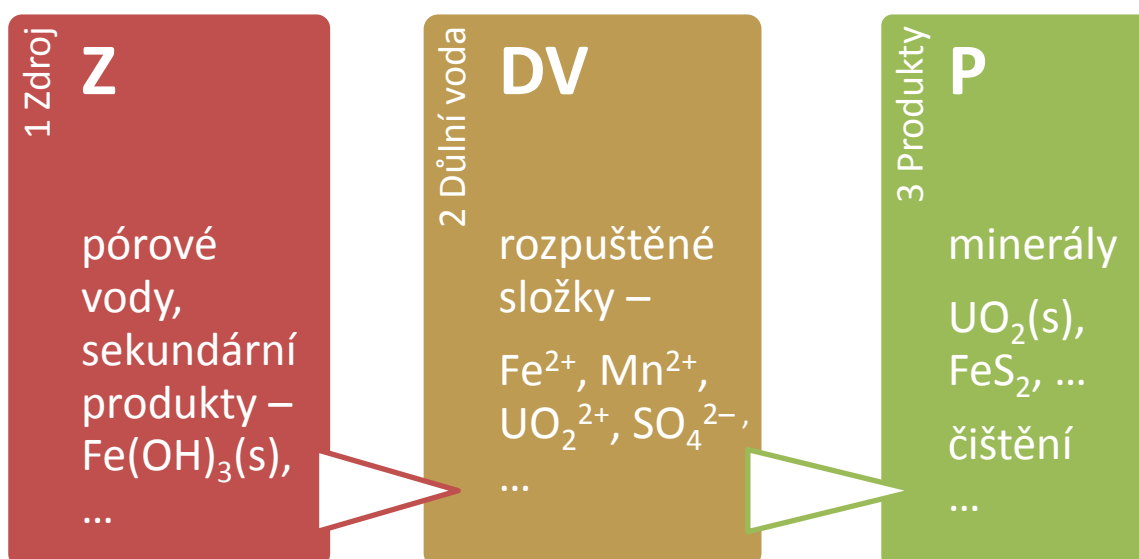 1 Zdroj
Z
pórové
vody,
sekundární
produkty –
Fe(OH)₃(s),
...
2 Důlní voda
DV
rozpuštěné
složky –
Fe²⁺, Mn²⁺,
UO₂²⁺, SO₄²⁻,
...
3 Produkty
P
minerály
UO₂(s),
FeS₂, ...
čištění
...